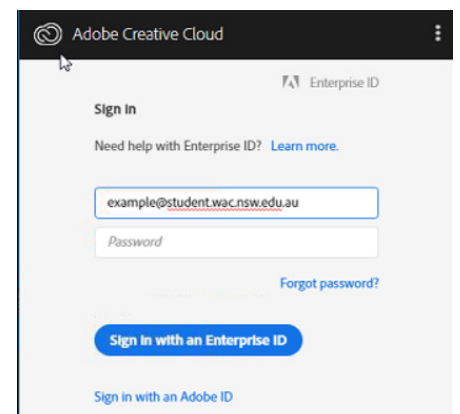 Adobe Creative Cloud
Enterprise ID
Sign in
Need help with Enterprise ID? Learn more.
example@student.wac.nsw.edu.au
Password
Forgot password?
Sign in with an Enterprise ID
Sign in with an Adobe ID